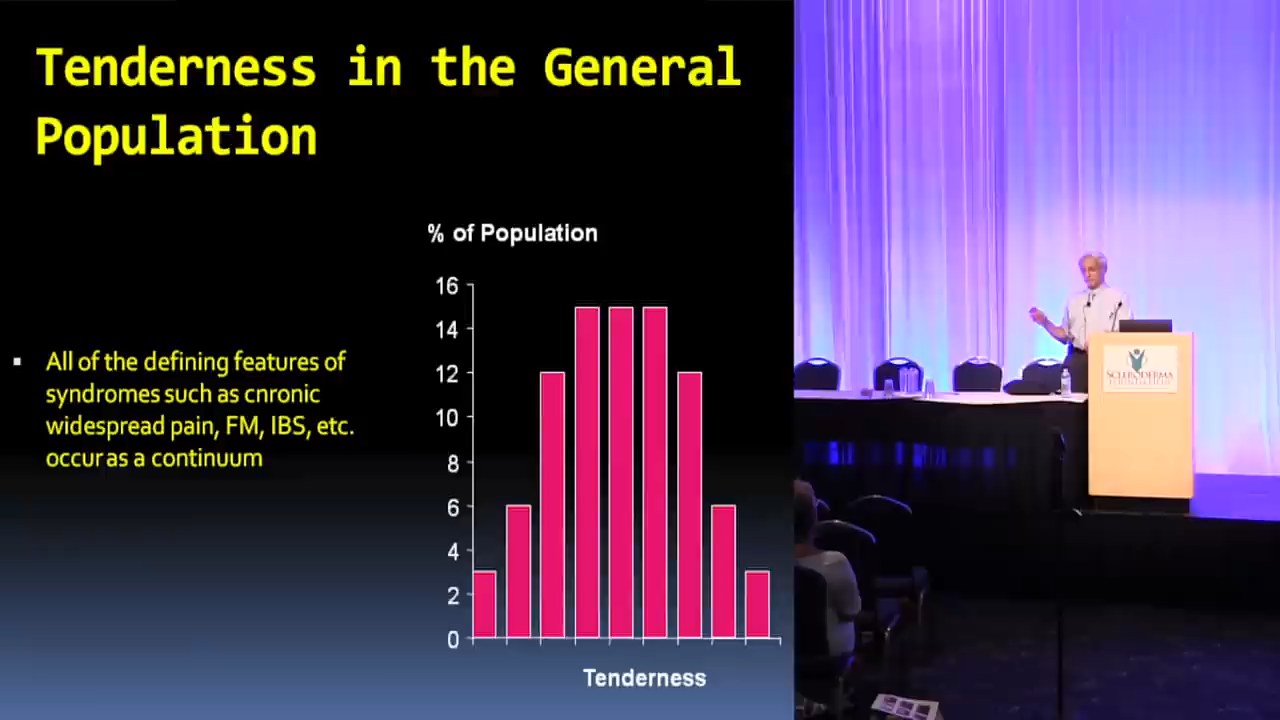 Tenderness in the General
Population
% of Population
16
14
12
10
8
6
4
2
0
Tenderness
▪ All of the defining features of
syndromes such as cnronic
widespread pain, FM, IBS, etc.
occur as a continuum
SCLERODERMA
FOUNDATION